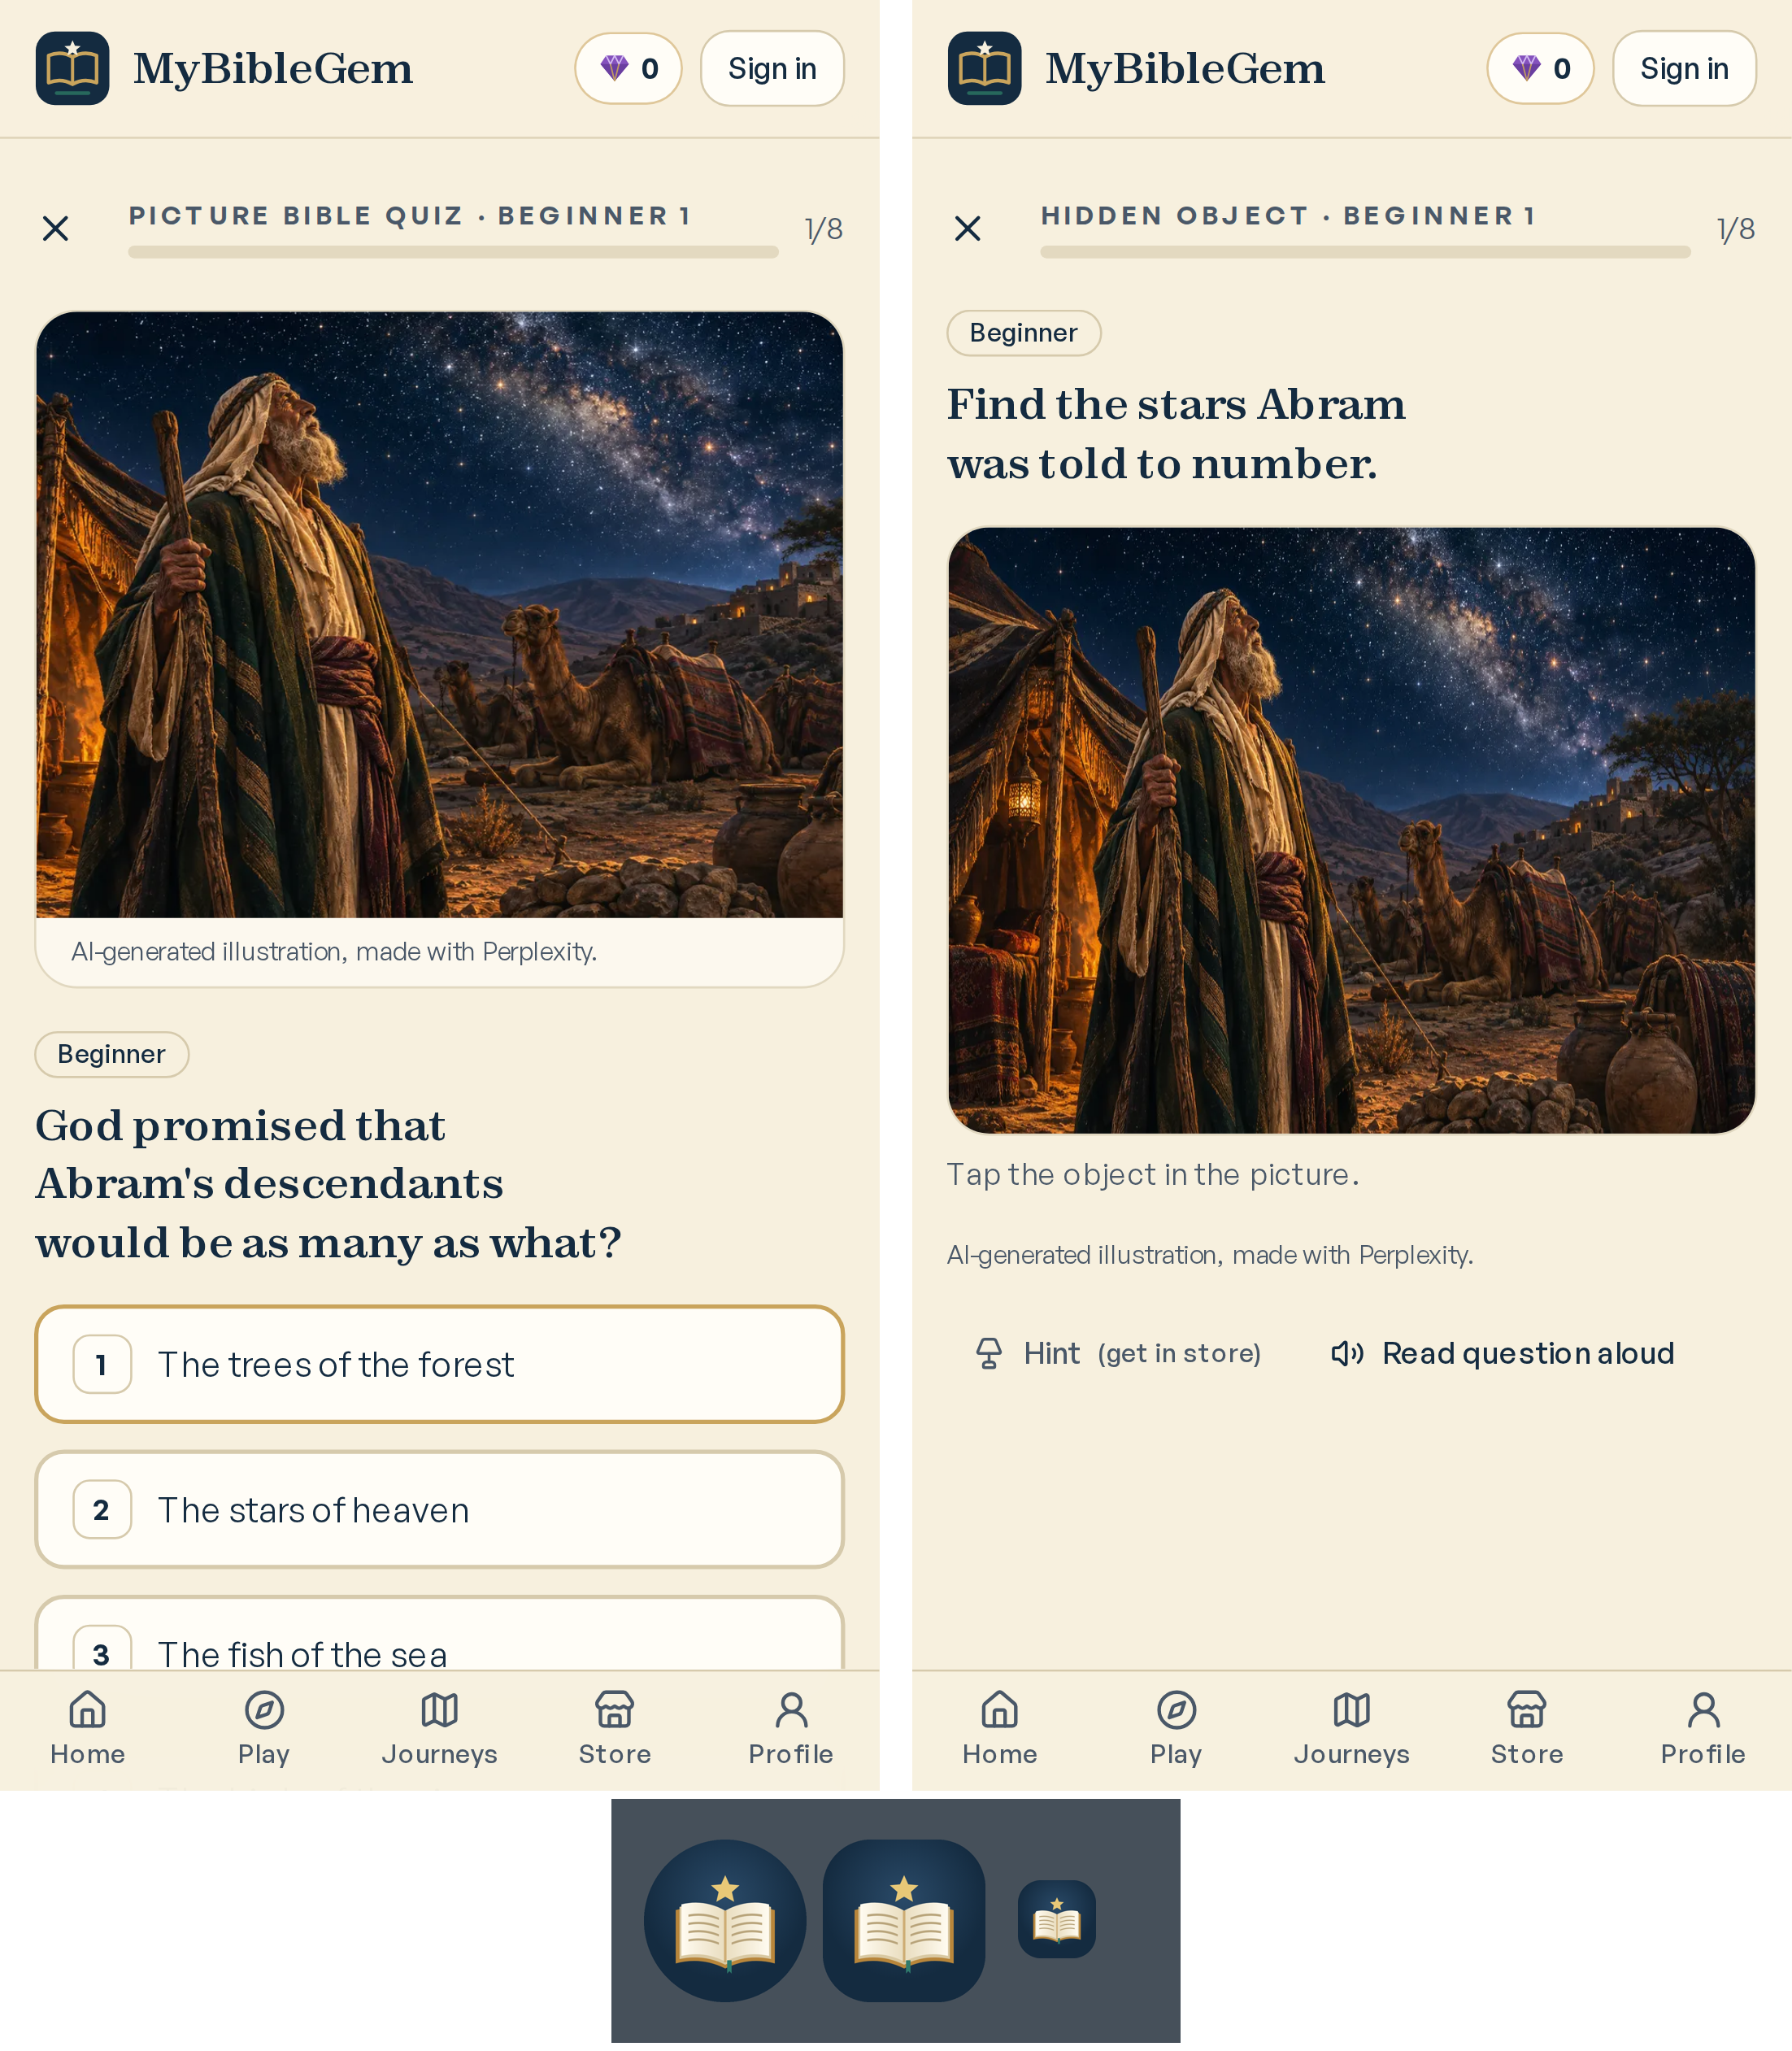 MyBibleGem
0
Sign in
PICTURE BIBLE QUIZ · BEGINNER 1
1/8
AI-generated illustration, made with Perplexity.
Beginner
God promised that
Abram's descendants
would be as many as what?
1 The trees of the forest
2 The stars of heaven
3 The fish of the sea
Home
Play
Journeys
Store
Profile
MyBibleGem
0
Sign in
HIDDEN OBJECT · BEGINNER 1
1/8
Beginner
Find the stars Abram
was told to number.
Tap the object in the picture.
AI-generated illustration, made with Perplexity.
Hint (get in store)
Read question aloud
Home
Play
Journeys
Store
Profile